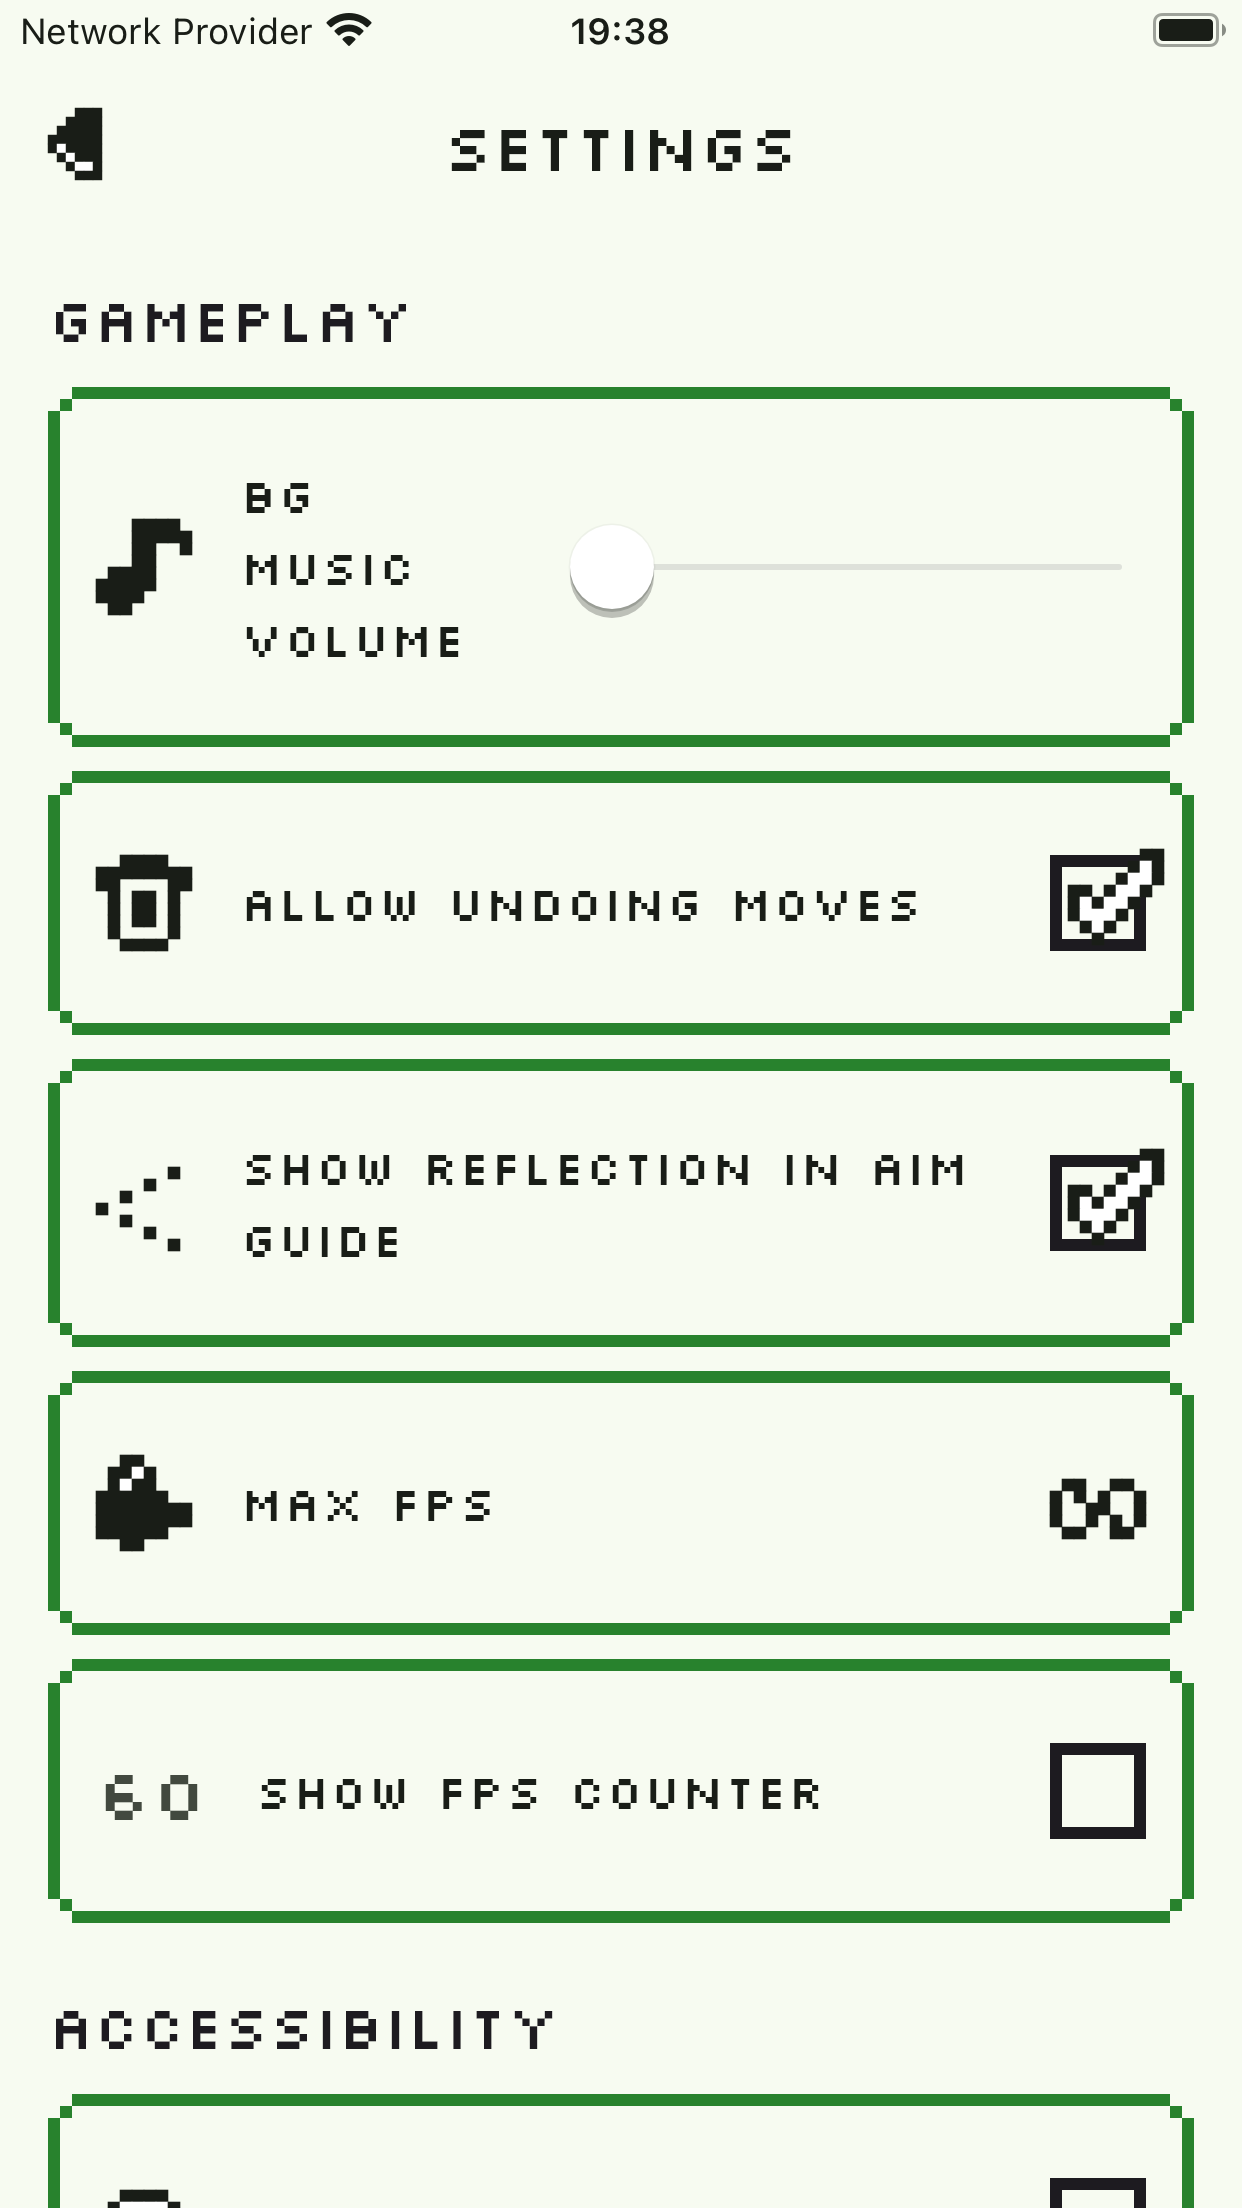 Network Provider 19:38
SETTINGS
GAMEPLAY
BG
MUSIC
VOLUME
ALLOW UNDOING MOVES
SHOW REFLECTION IN AIM
GUIDE
MAX FPS ∞
60 SHOW FPS COUNTER
ACCESSIBILITY